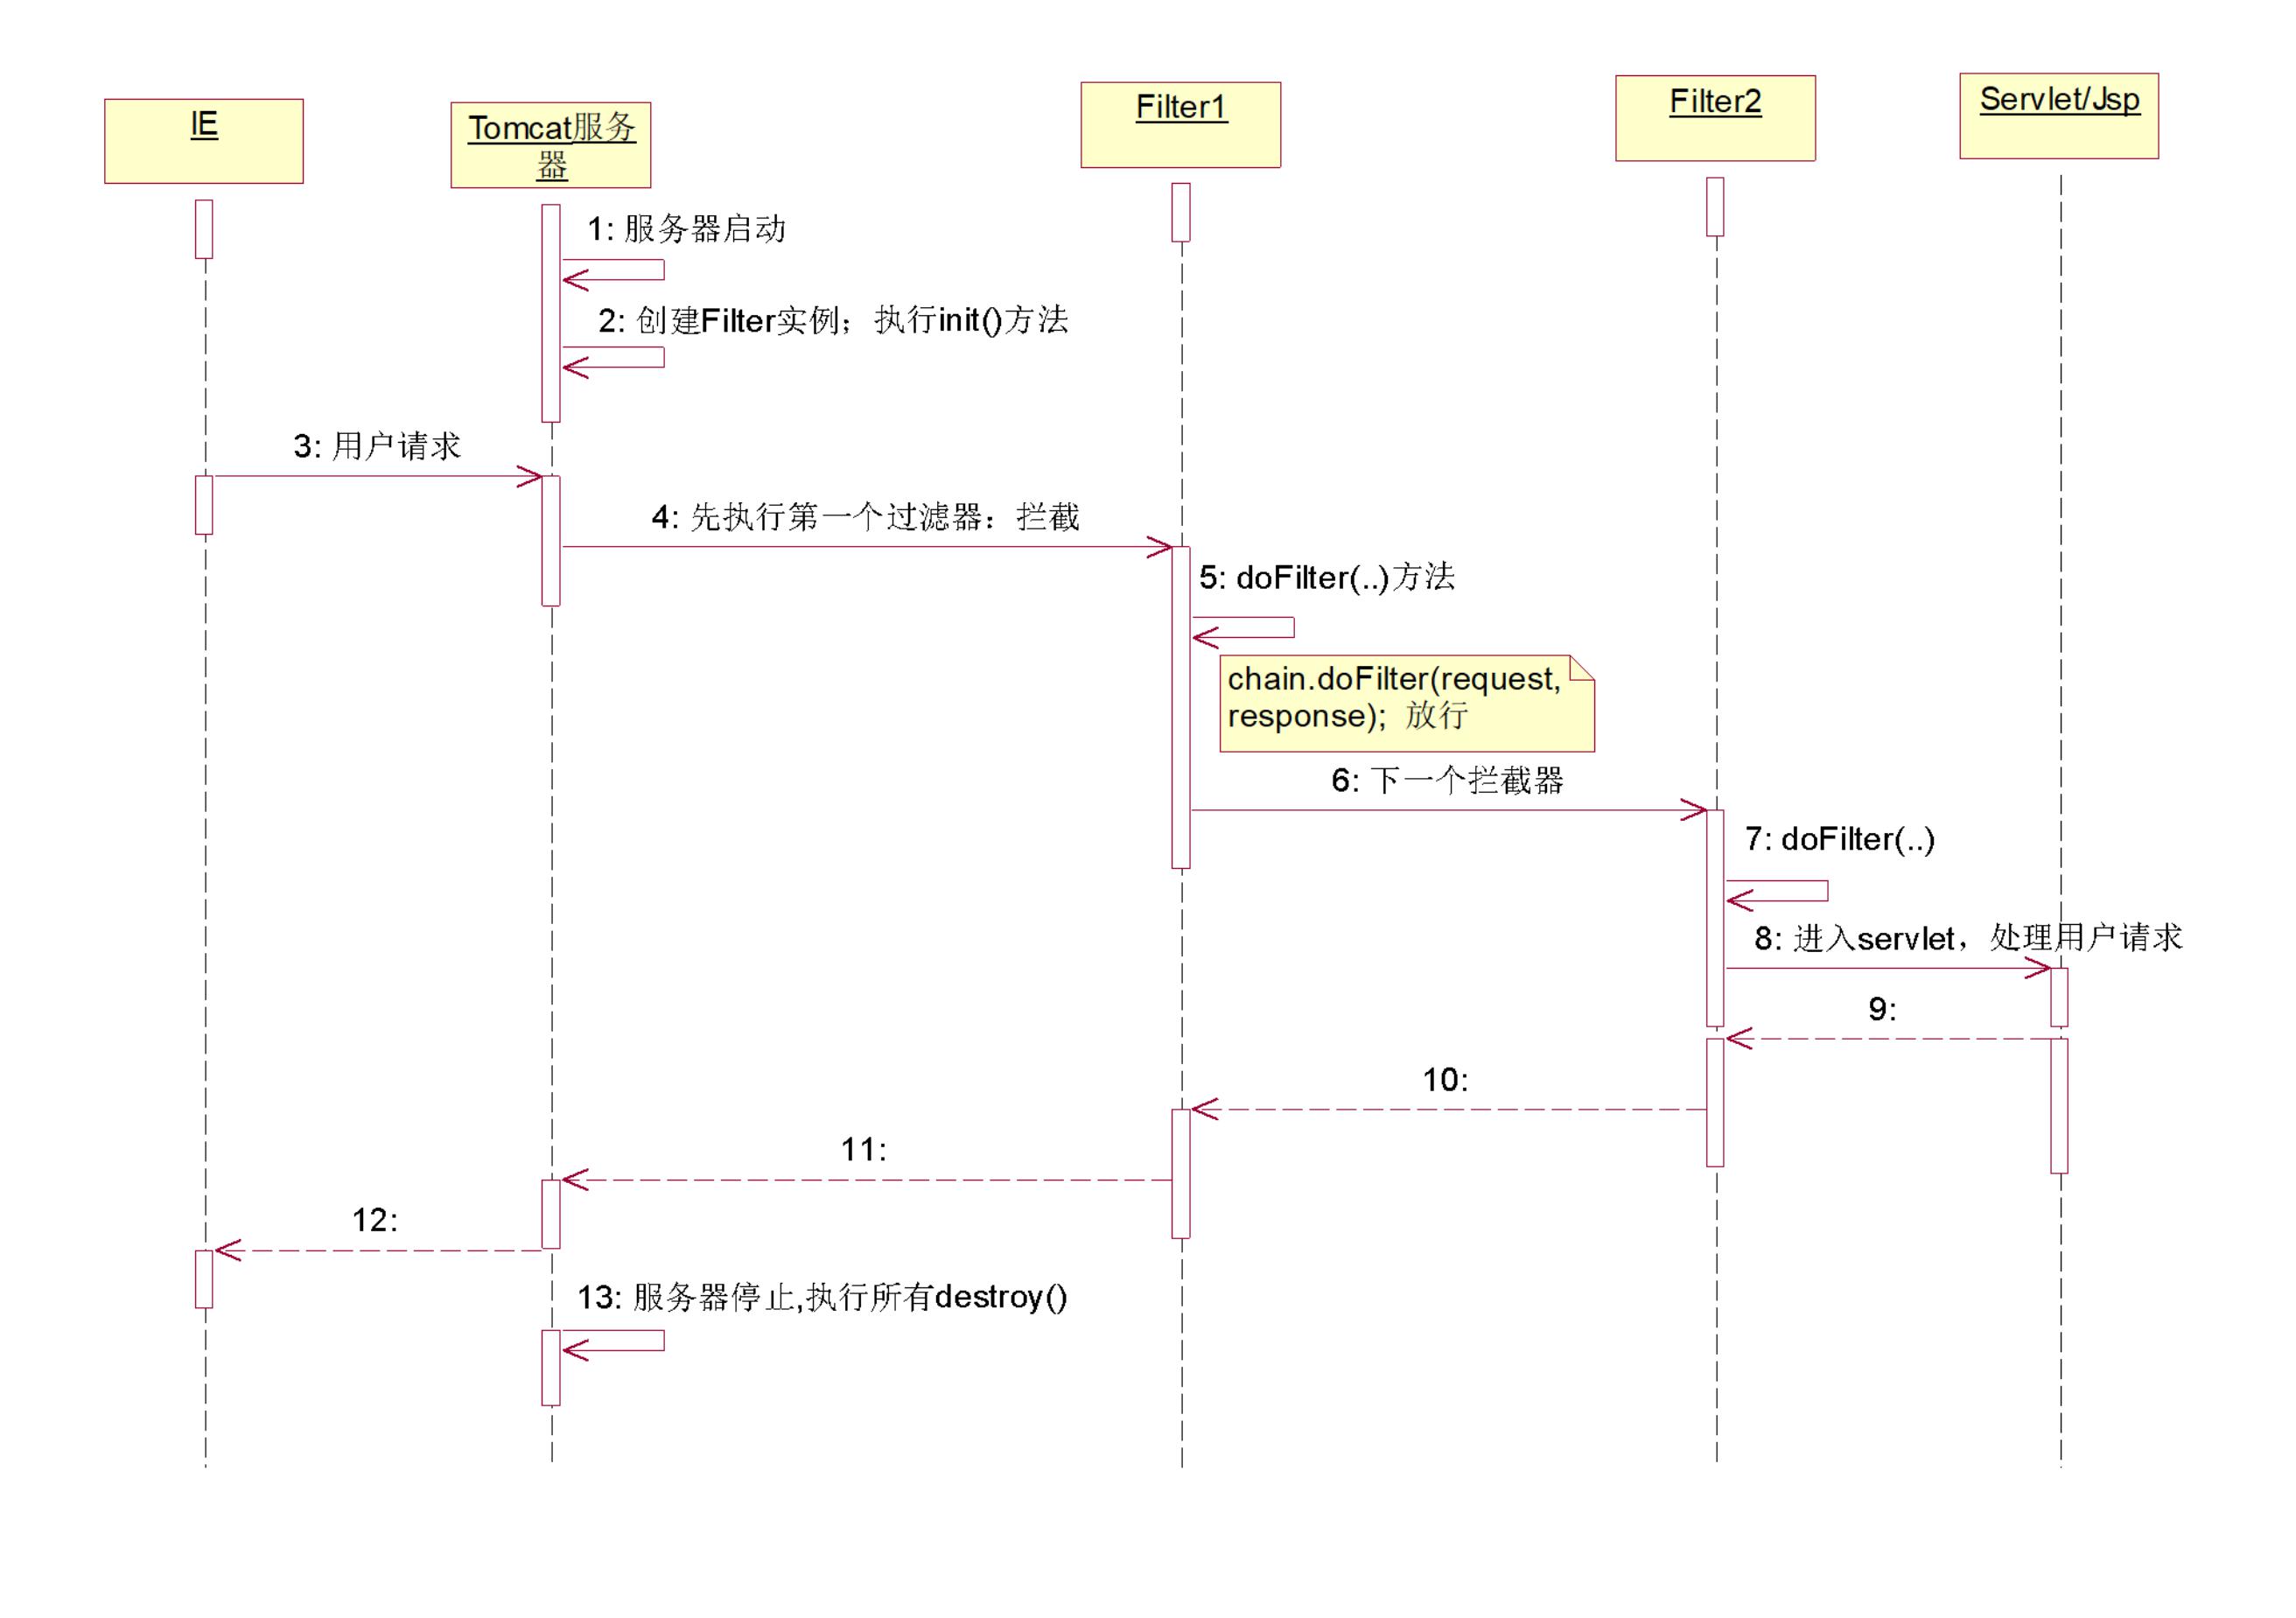 IE
Tomcat服务
器
Filter1
Filter2
Servlet/Jsp
1: 服务器启动
2: 创建Filter实例；执行init()方法
3: 用户请求
4: 先执行第一个过滤器：拦截
5: doFilter(..)方法
chain.doFilter(request,
response);  放行
6: 下一个拦截器
7: doFilter(..)
8: 进入servlet，处理用户请求
9:
10:
11:
12:
13: 服务器停止,执行所有destroy()